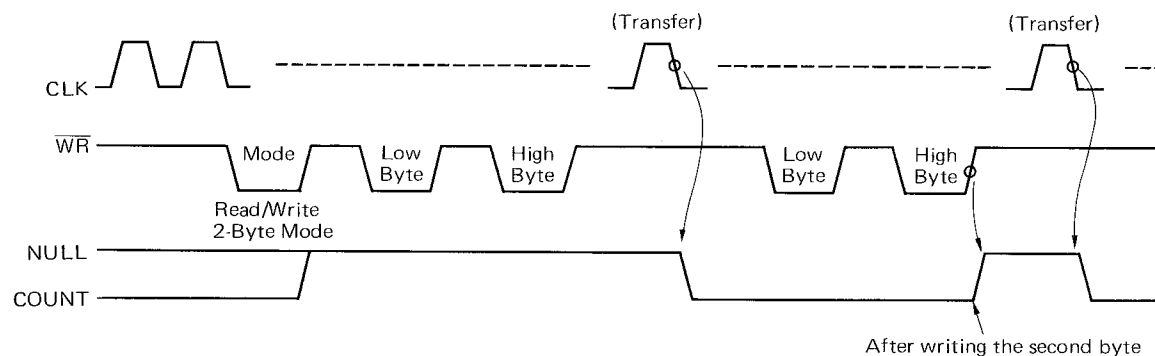 (Transfer)
(Transfer)
CLK
WR
Mode
Low
Byte
High
Byte
Low
Byte
High
Byte
Read/Write
2-Byte Mode
NULL
COUNT
After writing the second byte